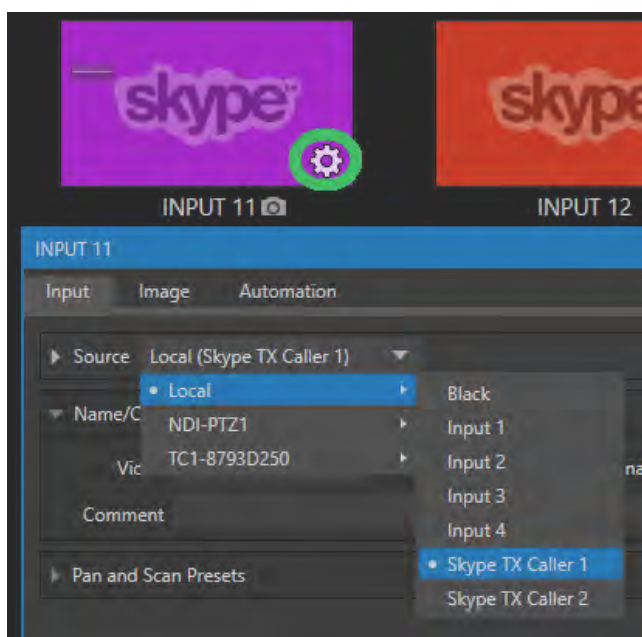 skype
skype
INPUT 11
INPUT 12
INPUT 11
Input Image Automation
Source Local (Skype TX Caller 1)
Local
Black
Name/C
NDI-PTZ1
Input 1
Vic
TC1-8793D250
Input 2
na
Input 3
Comment
Input 4
Pan and Scan Presets
Skype TX Caller 1
Skype TX Caller 2